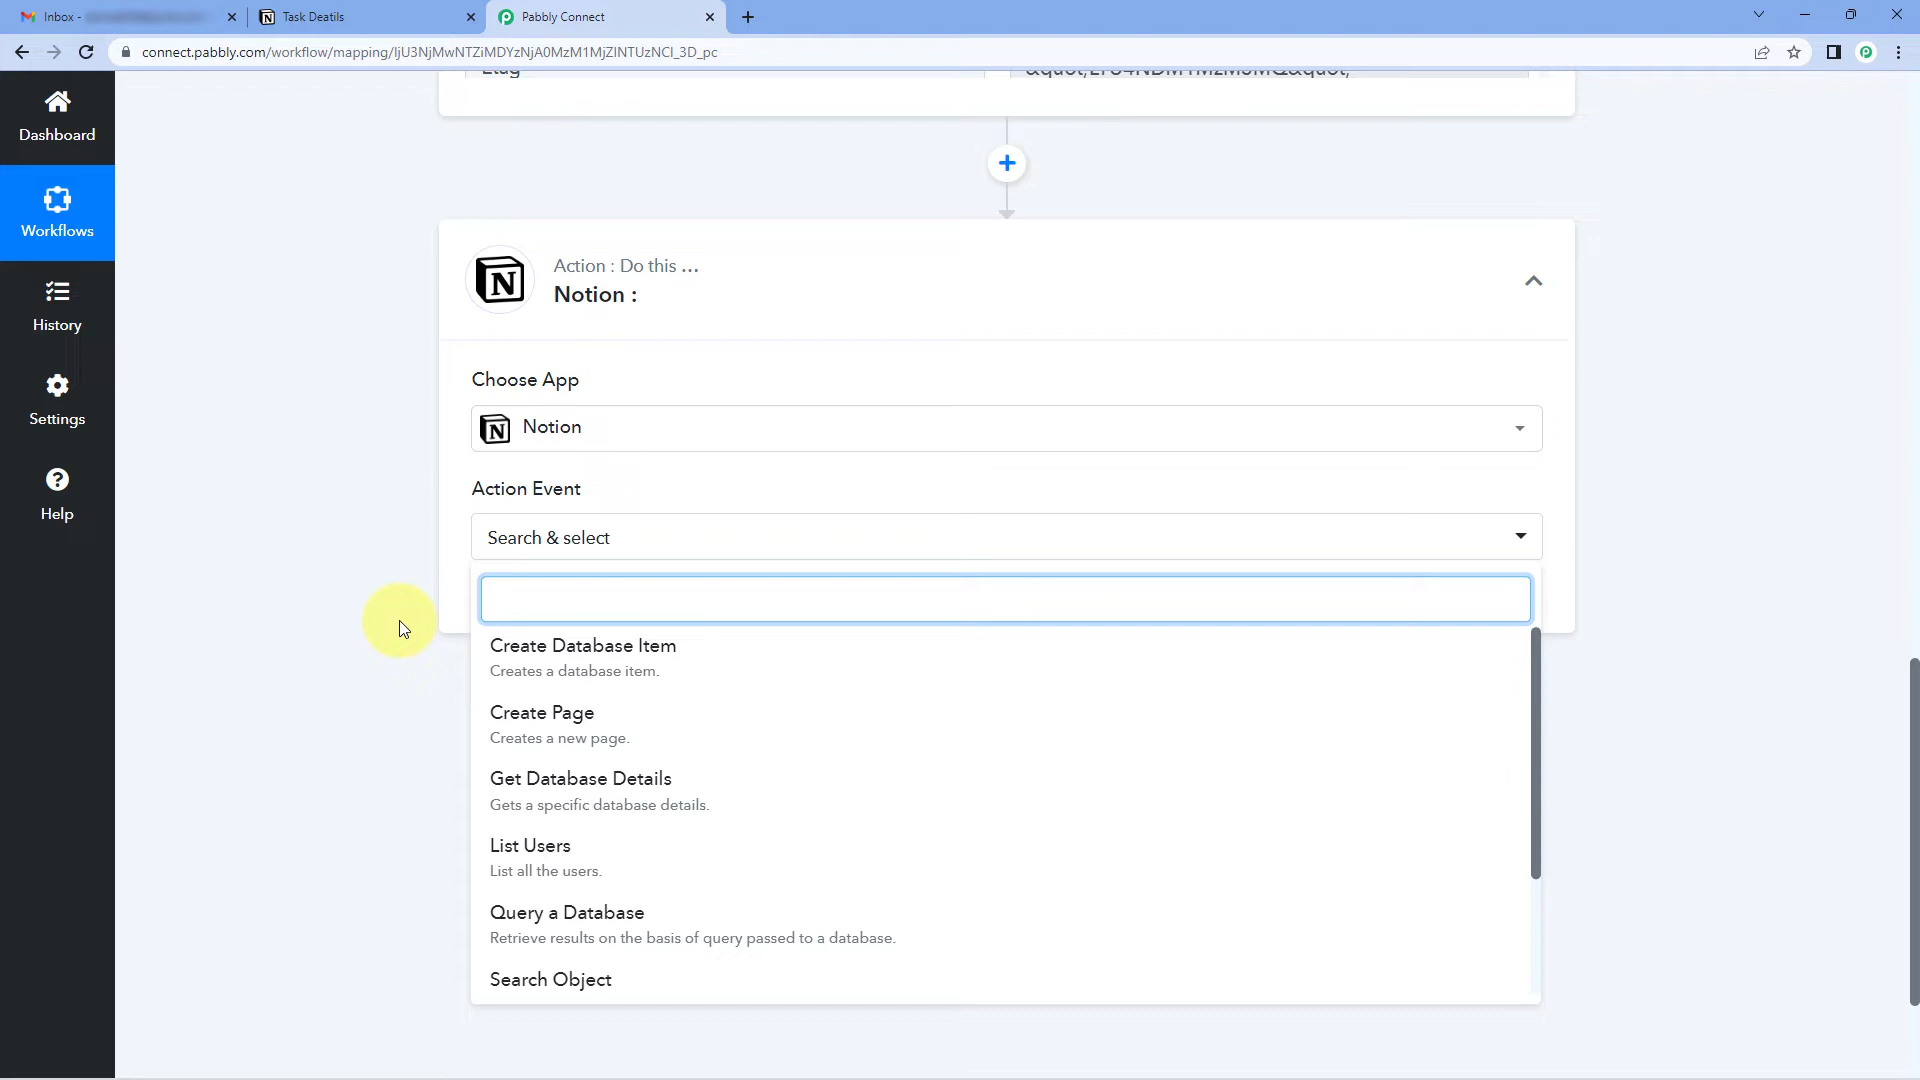 Inbox -
Task Deatils
Pabbly Connect
connect.pabbly.com/workflow/mapping/IjU3NjMwNTZiMDYzNjA0MzM1MjZlNTUzNCI_3D_pc
Dashboard
Workflows
History
Settings
Help
Etag
Action : Do this ...
Notion :
Choose App
Notion
Action Event
Search & select
Create Database Item
Creates a database item.
Create Page
Creates a new page.
Get Database Details
Gets a specific database details.
List Users
List all the users.
Query a Database
Retrieve results on the basis of query passed to a database.
Search Object